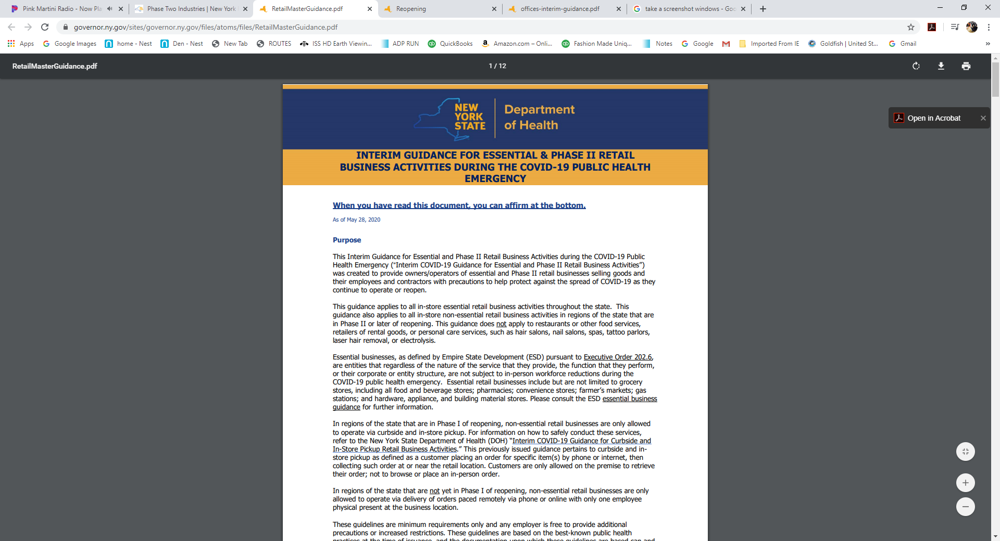 Pink Martini Radio - Now Pla
Phase Two Industries | New York
RetailMasterGuidance.pdf
Reopening
offices-interim-guidance.pdf
take a screenshot windows - Goo
governor.ny.gov/sites/governor.ny.gov/files/atoms/files/RetailMasterGuidance.pdf
Apps
Google Images
home - Nest
Den - Nest
New Tab
ROUTES
ISS HD Earth Viewin...
ADP RUN
QuickBooks
Amazon.com – Onli...
Fashion Made Uniq...
Notes
Google
Imported From IE
Goldfish | United St...
Gmail
»
RetailMasterGuidance.pdf
1 / 12
Open in Acrobat
NEW
YORK
STATE
Department
of Health
INTERIM GUIDANCE FOR ESSENTIAL & PHASE II RETAIL
BUSINESS ACTIVITIES DURING THE COVID-19 PUBLIC HEALTH
EMERGENCY
When you have read this document, you can affirm at the bottom.
As of May 28, 2020
Purpose
This Interim Guidance for Essential and Phase II Retail Business Activities during the COVID-19 Public
Health Emergency (“Interim COVID-19 Guidance for Essential and Phase II Retail Business Activities”)
was created to provide owners/operators of essential and Phase II retail businesses selling goods and
their employees and contractors with precautions to help protect against the spread of COVID-19 as they
continue to operate or reopen.
This guidance applies to all in-store essential retail business activities throughout the state. This
guidance also applies to all in-store non-essential retail business activities in regions of the state that are
in Phase II or later of reopening. This guidance does not apply to restaurants or other food services,
retailers of rental goods, or personal care services, such as hair salons, nail salons, spas, tattoo parlors,
laser hair removal, or electrolysis.
Essential businesses, as defined by Empire State Development (ESD) pursuant to Executive Order 202.6,
are entities that regardless of the nature of the service that they provide, the function that they perform,
or their corporate or entity structure, are not subject to in-person workforce reductions during the
COVID-19 public health emergency. Essential retail businesses include but are not limited to grocery
stores, including all food and beverage stores; pharmacies; convenience stores; farmer’s markets; gas
stations; and hardware, appliance, and building material stores. Please consult the ESD essential business
guidance for further information.
In regions of the state that are in Phase I of reopening, non-essential retail businesses are only allowed
to operate via curbside and in-store pickup. For information on how to safely conduct these services,
refer to the New York State Department of Health (DOH) “Interim COVID-19 Guidance for Curbside and
In-Store Pickup Retail Business Activities.” This previously issued guidance pertains to curbside and in-
store pickup as defined as a customer placing an order for specific item(s) by phone or internet, then
collecting such order at or near the retail location. Customers are only allowed on the premise to retrieve
their order; not to browse or place an in-person order.
In regions of the state that are not yet in Phase I of reopening, non-essential retail businesses are only
allowed to operate via delivery of orders paced remotely via phone or online with only one employee
physical present at the business location.
These guidelines are minimum requirements only and any employer is free to provide additional
precautions or increased restrictions. These guidelines are based on the best-known public health
practices at the time of issuance, and the documentation upon which these guidelines are based can and